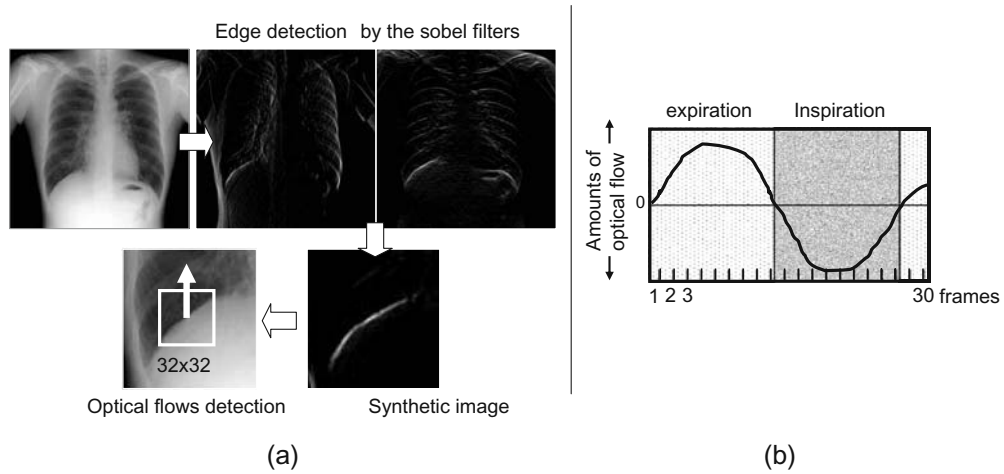 Edge detection by the sobel filters
32x32
Optical flows detection
Synthetic image
(a)
expiration Inspiration
Amounts of
optical flow
0
1 2 3 30 frames
(b)